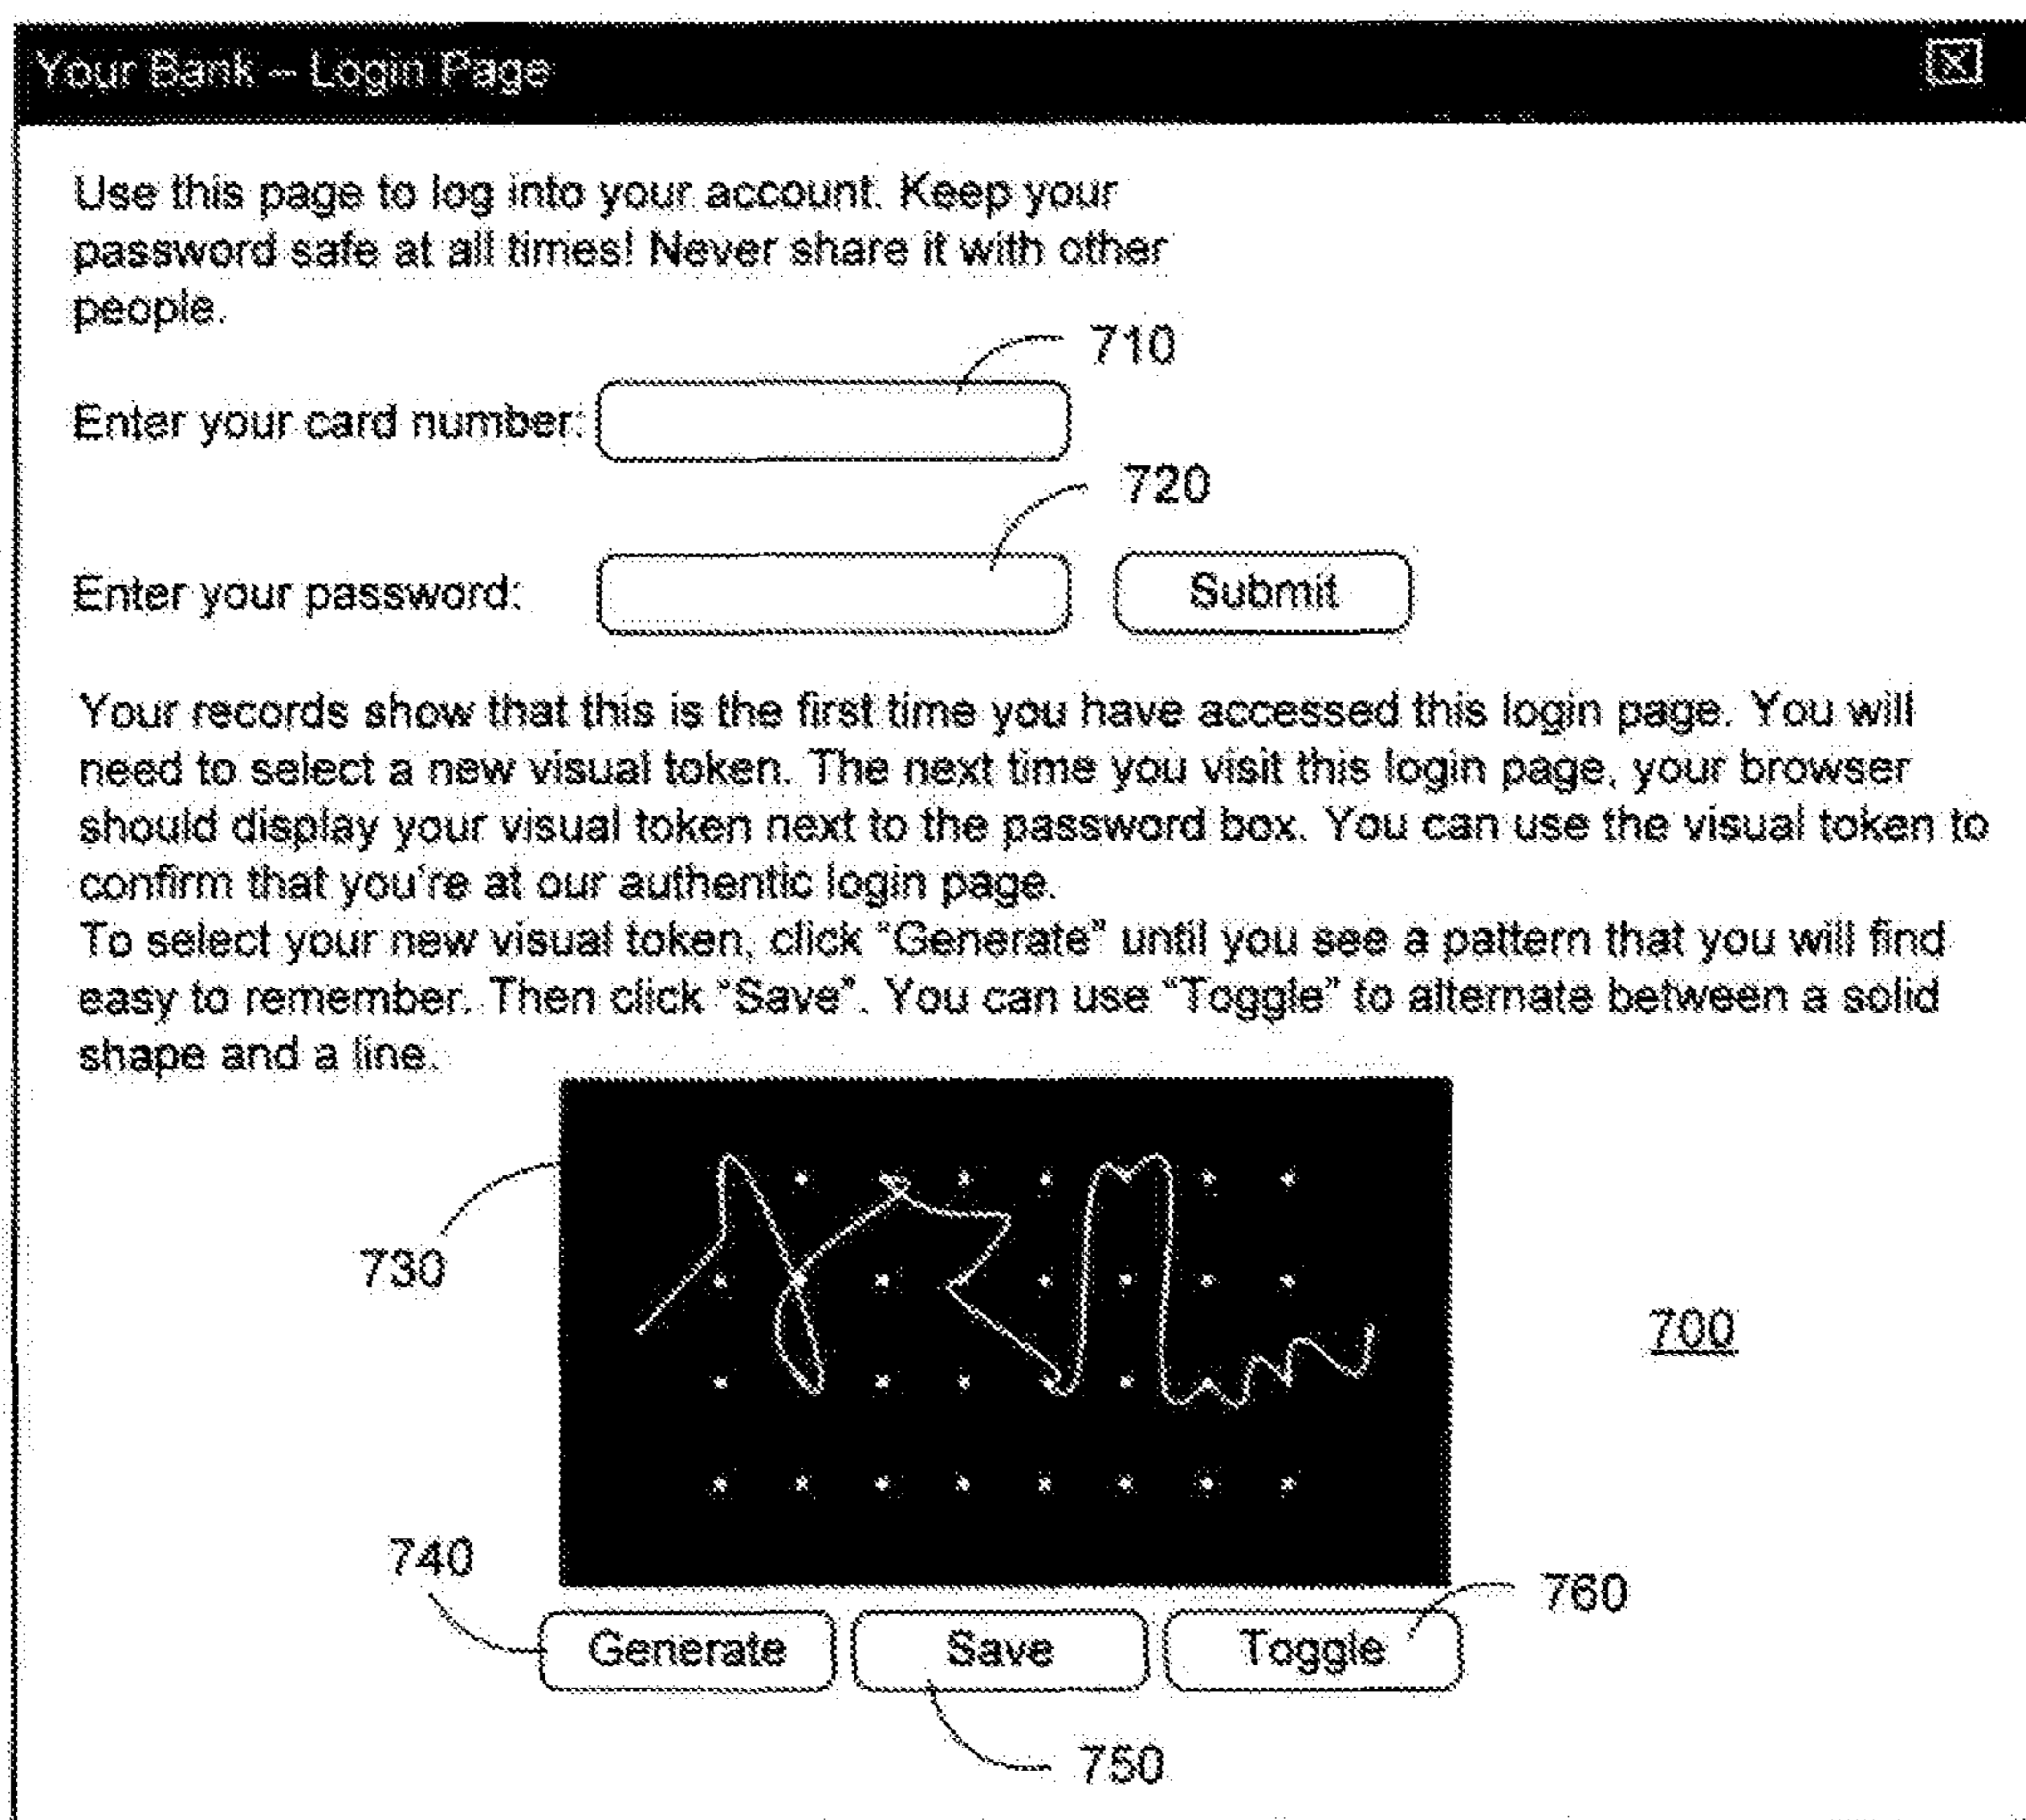 Your Bank – Login Page X
Use this page to log into your account. Keep your
password safe at all times! Never share it with other
people.
710
Enter your card number:
720
Enter your password: Submit
Your records show that this is the first time you have accessed this login page. You will
need to select a new visual token. The next time you visit this login page, your browser
should display your visual token next to the password box. You can use the visual token to
confirm that you're at our authentic login page.
To select your new visual token, click “Generate” until you see a pattern that you will find
easy to remember. Then click “Save”. You can use “Toggle” to alternate between a solid
shape and a line.
730
700
740
760
Generate Save Toggle
750